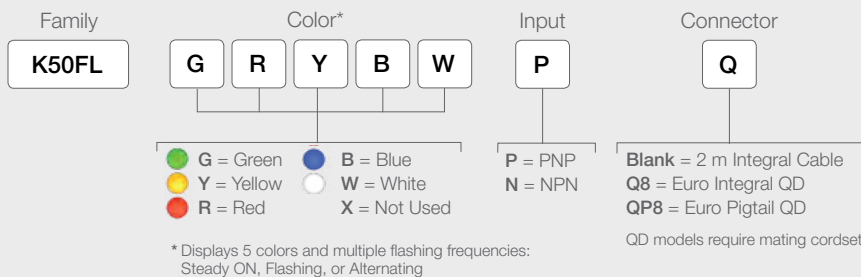 Family Color* Input Connector
K50FL G R Y B W P Q
G = Green B = Blue P = PNP Blank = 2 m Integral Cable
Y = Yellow W = White N = NPN Q8 = Euro Integral QD
R = Red X = Not Used QP8 = Euro Pigtail QD
QD models require mating cordset
* Displays 5 colors and multiple flashing frequencies:
Steady ON, Flashing, or Alternating